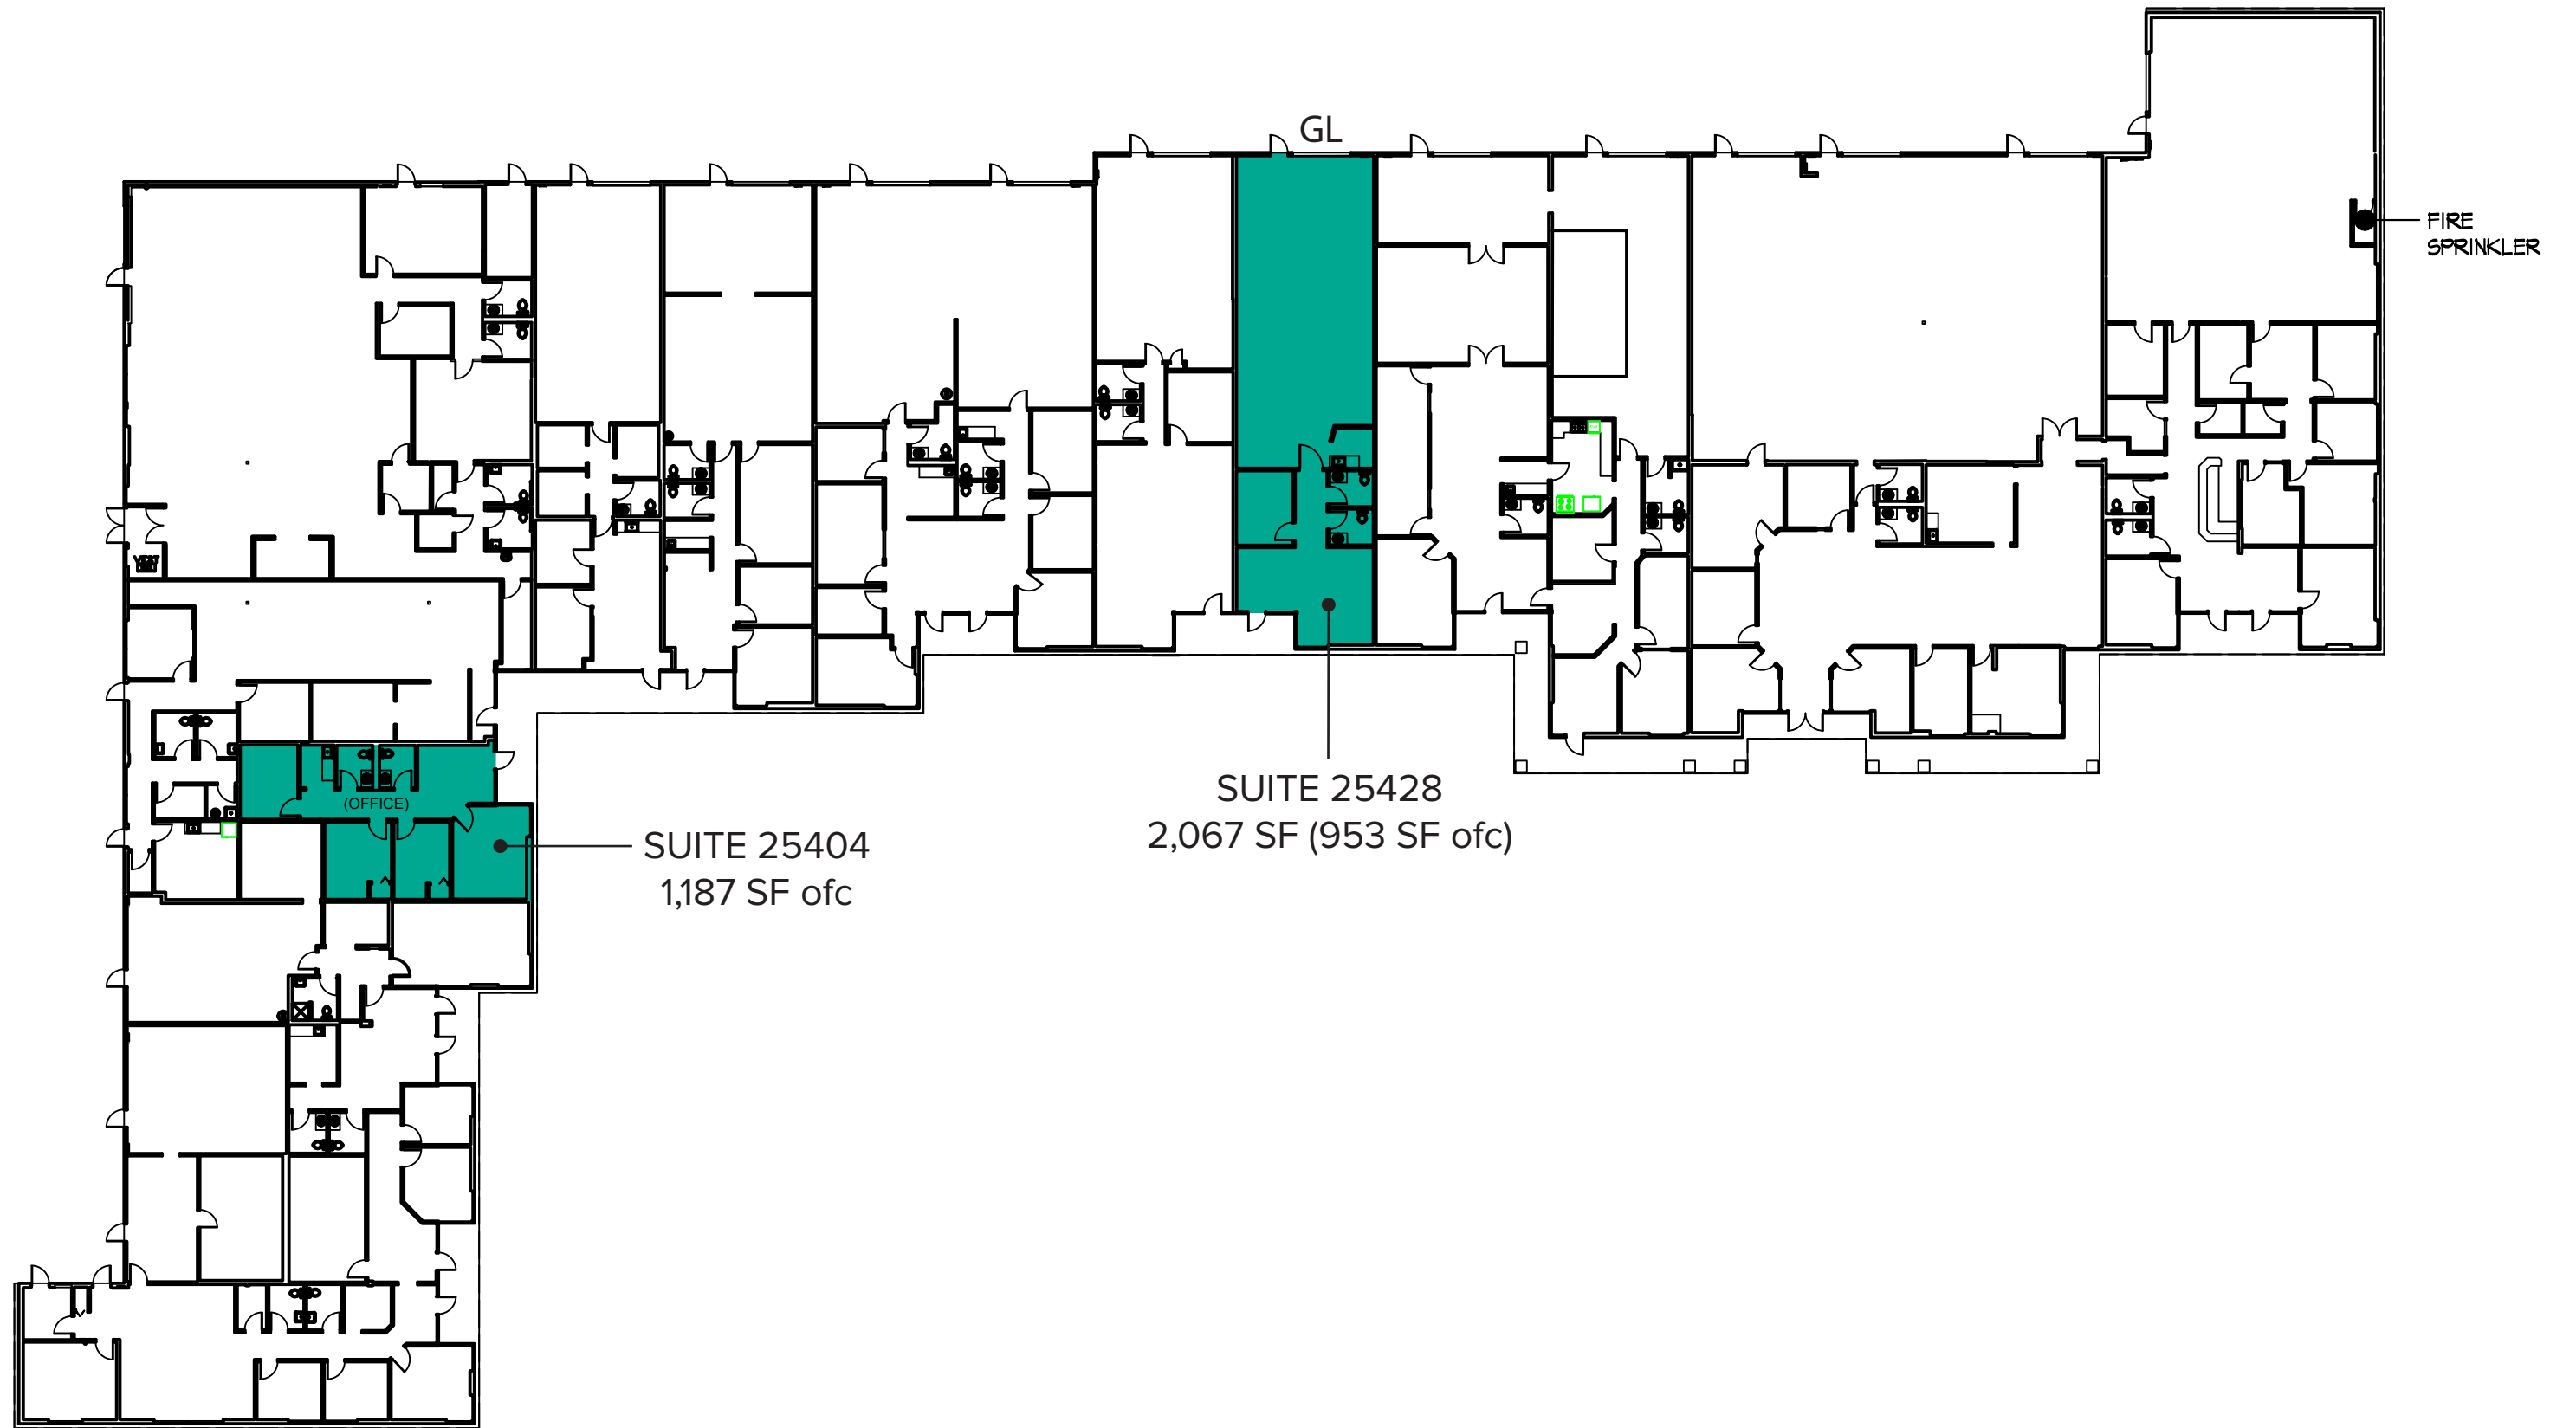 GL
FIRE
SPRINKLER
SUITE 25428
2,067 SF (953 SF ofc)
(OFFICE)
SUITE 25404
1,187 SF ofc